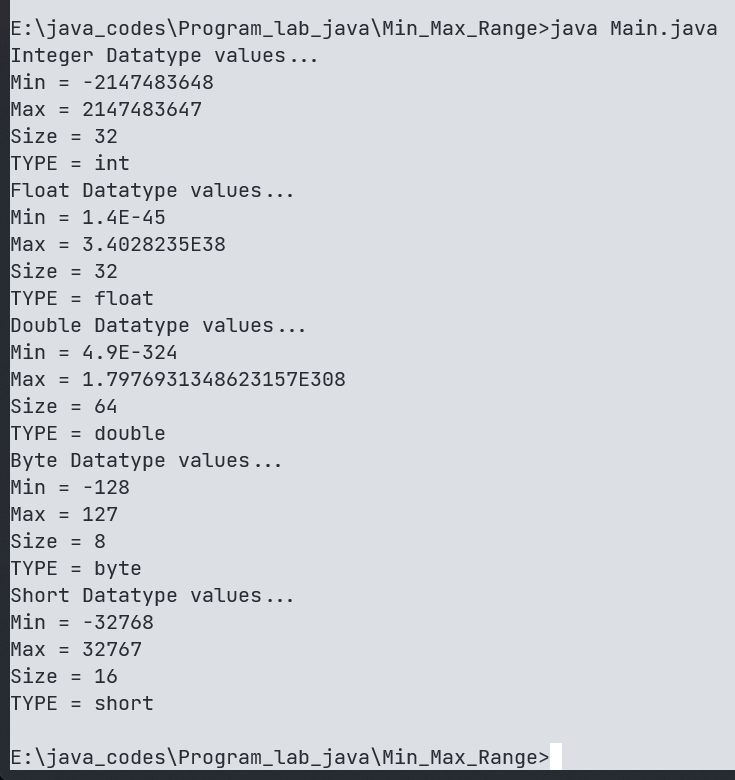 E:\java_codes\Program_lab_java\Min_Max_Range>java Main.java
Integer Datatype values...
Min = -2147483648
Max = 2147483647
Size = 32
TYPE = int
Float Datatype values...
Min = 1.4E-45
Max = 3.4028235E38
Size = 32
TYPE = float
Double Datatype values...
Min = 4.9E-324
Max = 1.7976931348623157E308
Size = 64
TYPE = double
Byte Datatype values...
Min = -128
Max = 127
Size = 8
TYPE = byte
Short Datatype values...
Min = -32768
Max = 32767
Size = 16
TYPE = short
E:\java_codes\Program_lab_java\Min_Max_Range>